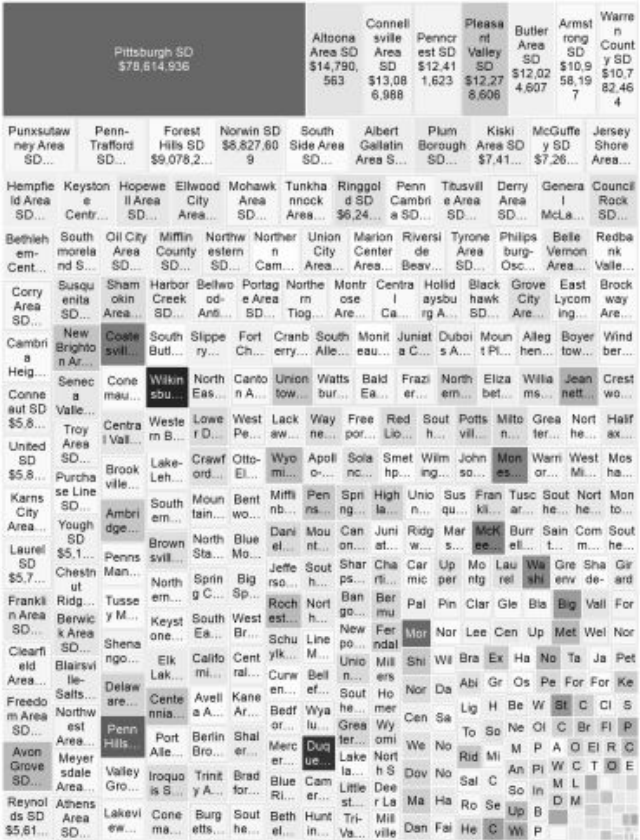 Pittsburgh SD
$78,614,936
Altoona
Area SD
$14,790,
563
Connell
sville
Area
SD
$13,08
6,988
Penncr
est SD
$12,41
1,623
Pleasa
nt
Valley
SD
$12,27
8,606
Butler
Area
SD
$12,02
4,607
Armst
rong
SD
$10,9
58,19
7
Warre
n
Count
y SD
$10,7
82,46
4
Punxsutaw
ney Area
SD...
Penn-
Trafford
SD...
Forest
Hills SD
$9,078,2...
Norwin SD
$8,827,60
9
South
Side Area
SD...
Albert
Gallatin
Area S...
Plum
Borough
SD...
Kiski
Area SD
$7,41...
McGuffe
y SD
$7,26...
Jersey
Shore
Area...
Hempfie
ld Area
SD...
Keyston
e
Centr...
Hopewe
ll Area
SD...
Ellwood
City
Area...
Mohawk
Area
SD...
Tunkha
nnock
Area...
Ringgol
d SD
$6,24...
Penn
Cambri
a SD...
Titusvill
e Area
SD...
Derry
Area
SD...
Genera
l
McLa...
Council
Rock
SD...
Bethleh
em-
Cent...
South
morela
nd S...
Oil City
Area
SD...
Mifflin
County
SD...
Northw
estern
SD...
Norther
n
Cam...
Union
City
Area...
Marion
Center
Area...
Riversi
de
Beav...
Tyrone
Area
SD...
Philips
burg-
Osc...
Belle
Vernon
Area...
Redba
nk
Valle...
Corry
Area
SD...
Susqu
enita
SD...
Sham
okin
Area...
Harbor
Creek
SD...
Bellwo
od-
Anti...
Portag
e Area
SD...
Northe
rn
Tiog...
Montr
ose
Are...
Centra
l
Ca...
Hollid
aysbu
rg A...
Black
hawk
SD...
Grove
City
Are...
East
Lycom
ing...
Brock
way
Are...
Cambri
a
Heig...
New
Brighto
n Ar...
Coate
svill...
South
Butl...
Slippe
ry...
Fort
Ch...
Cranb
erry...
South
Alle...
Monit
eau...
Juniat
a C...
Duboi
s A...
Moun
t Pl...
Alleg
hen...
Boyer
tow...
Wind
ber...
Conne
aut SD
$5,8...
Senec
a
Valle...
Cone
mau...
Wilkin
sbu...
North
Eas...
Canto
n A...
Union
tow...
Watts
bur...
Bald
Ea...
Frazi
er...
North
ern...
Eliza
bet...
Willia
ms...
Jean
nett...
Crest
wo...
United
SD
$5,8...
Troy
Area
SD...
Centra
l Vall...
Weste
rn B...
Lowe
r D...
West
Pe...
Lack
aw...
Way
ne...
Free
por...
Red
Lio...
Sout
h...
Potts
vill...
Milto
n...
Grea
ter...
Nort
he...
Halif
ax...
Karns
City
Area...
Purcha
se Line
SD...
Brook
ville...
Lake-
Leh...
Crawf
ord...
Otto-
El...
Wyo
mi...
Apoll
o-...
Sola
nc...
Smet
hp...
Wilm
ing...
John
so...
Mon
es...
Warri
or...
West
Mi...
Mos
ha...
Laurel
SD
$5,7...
Yough
SD
$5,1...
Ambri
dge...
South
ern...
Moun
tain...
Bent
wo...
Miffli
nb...
Pen
ns...
Spri
ng...
High
la...
Unio
n...
Sus
qu...
Fran
kli...
Tusc
ar...
Sout
he...
Nort
he...
Mon
to...
Frankli
n Area
SD...
Chestn
ut
Ridg...
Penns
Man...
Brown
svill...
North
Sta...
Blue
Mo...
Dani
el...
Mou
nt...
Can
on...
Juni
at...
Ridg
w...
Mar
s...
McK
ee...
Burr
ell...
Sain
t...
Com
m...
Sout
he...
Clearfi
eld
Area...
Berwic
k Area
SD...
Tusse
y M...
North
ern...
Sprin
g C...
Big
Sp...
Jeffe
rso...
Sout
h...
Shar
ps...
Cha
rti...
Car
mic
Up
per
Mo
ntg
Lau
rel
Wa
shi
Gre
env
Sha
de-
Gir
ard
Freedo
m Area
SD...
Blairsvi
lle-
Salts...
Shena
ngo...
Keyst
one...
South
Ea...
West
Br...
Roch
est...
Nort
h...
Ban
go...
Ber
mu
Pal Pin Clar Gle Bla Big Vall For
Avon
Grove
SD...
Northw
est
Area...
Delaw
are...
Elk
Lak...
Califo
rni...
Cent
ral...
Schu
ylk...
Line
M...
New
po...
Fer
ndal
Mor Nor Lee Cen Up Met Wel Nor
Reynol
ds SD
$5,61...
Meyer
sdale
Area...
Penn
Hills...
Cente
nnia...
Avell
a A...
Kane
Ar...
Curw
en...
Bell
ef...
Unio
n...
Mill
ers
Shi Wil Bra Ex Ha No Ta Ja Pet
Athens
Area
SD...
Valley
Gro...
Port
Alle...
Berlin
Bro...
Shal
er...
Bedf
or...
Wya
lu...
Sout
he...
Ho
mer
Nor Da Abi Gr Os Pe For For Ke
Lakevi
ew...
Iroquo
is S...
Trinit
y A...
Brad
for...
Merc
er...
Duq
ue...
Grea
ter...
Wyo
mi
Cen Sa Lig H Be W St C Cl S
Cone
ma...
Burg
etts...
Sout
he...
Blue
Ri...
Cam
er...
Lake
la...
Nort
h S
We No To So Ne Ol C Br Fl P
Beth
el...
Hunt
in...
Little
st...
Dee
r La
Dov No Rid Mi M P A O El R C
Tri-
Va...
Mill
ville
Ma Ha Sal C An Pi W C T O E
Dan Fai Ro Se So In M L
He C Up Wi B D M